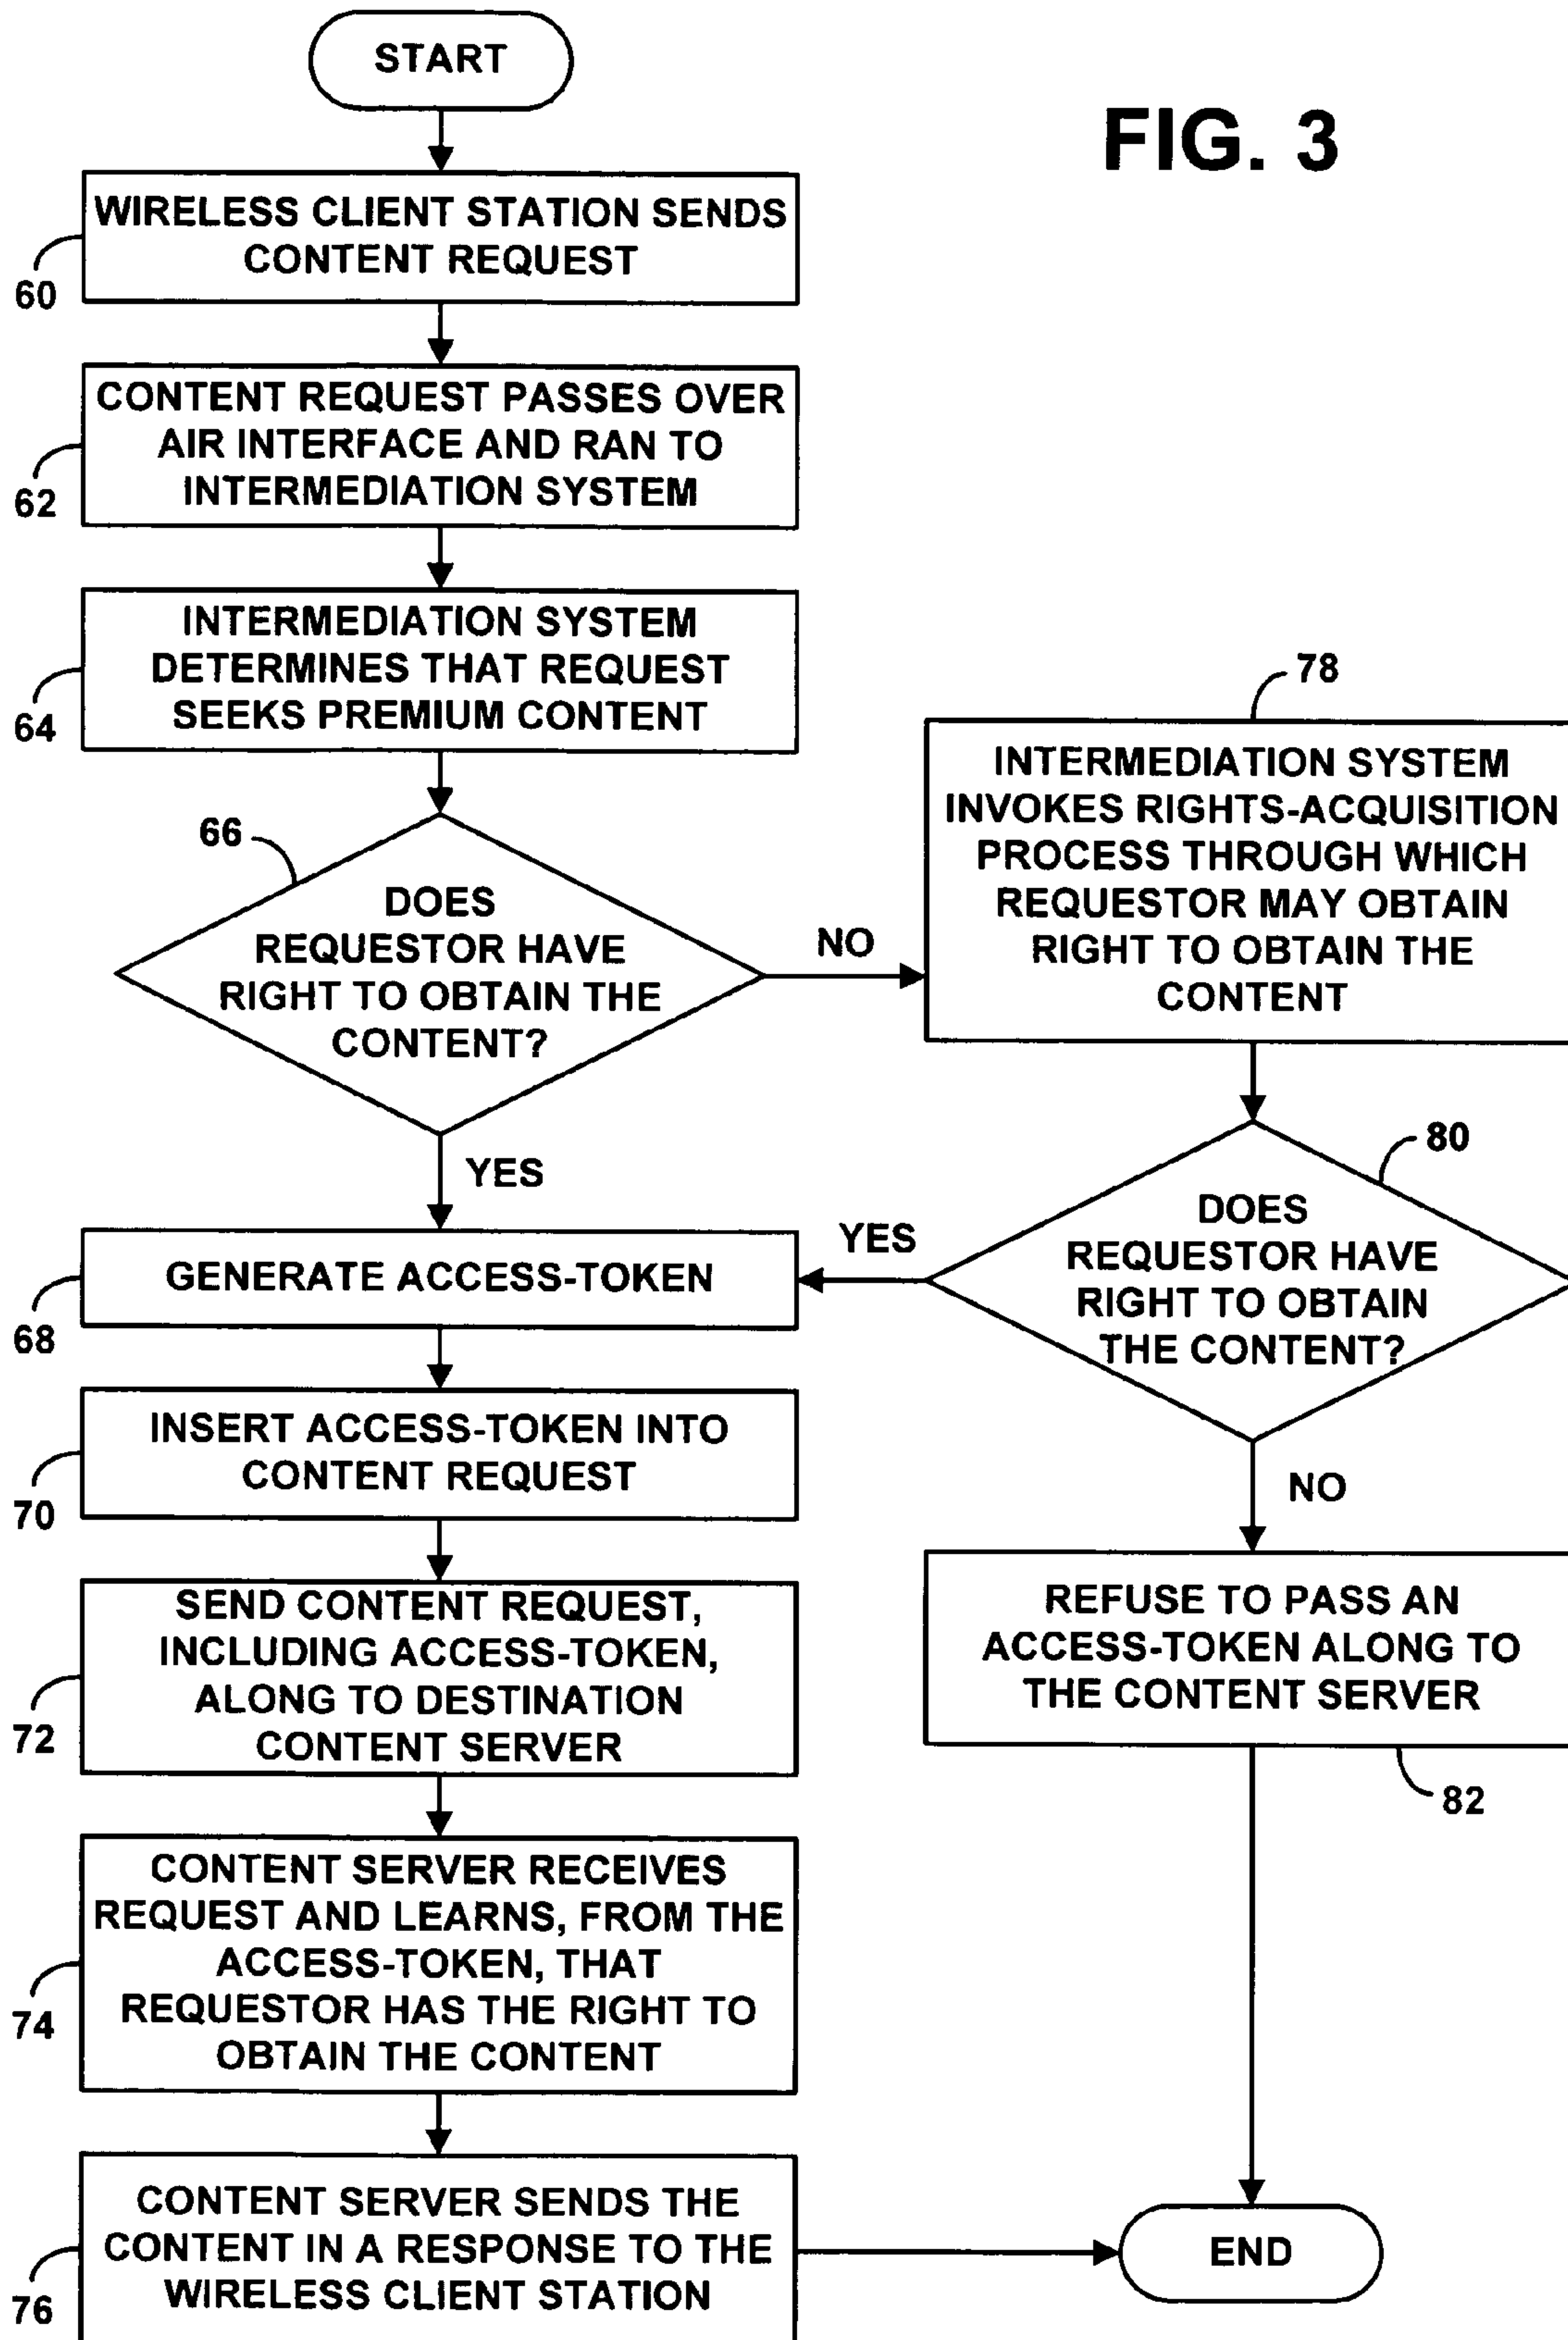 START
FIG. 3
WIRELESS CLIENT STATION SENDS
CONTENT REQUEST
60
CONTENT REQUEST PASSES OVER
AIR INTERFACE AND RAN TO
INTERMEDIATION SYSTEM
62
INTERMEDIATION SYSTEM
DETERMINES THAT REQUEST
SEEKS PREMIUM CONTENT
64
66
DOES
REQUESTOR HAVE
RIGHT TO OBTAIN THE
CONTENT?
NO
YES
78
INTERMEDIATION SYSTEM
INVOKES RIGHTS-ACQUISITION
PROCESS THROUGH WHICH
REQUESTOR MAY OBTAIN
RIGHT TO OBTAIN THE
CONTENT
80
DOES
REQUESTOR HAVE
RIGHT TO OBTAIN
THE CONTENT?
YES
NO
GENERATE ACCESS-TOKEN
68
INSERT ACCESS-TOKEN INTO
CONTENT REQUEST
70
SEND CONTENT REQUEST,
INCLUDING ACCESS-TOKEN,
ALONG TO DESTINATION
CONTENT SERVER
72
REFUSE TO PASS AN
ACCESS-TOKEN ALONG TO
THE CONTENT SERVER
82
CONTENT SERVER RECEIVES
REQUEST AND LEARNS, FROM THE
ACCESS-TOKEN, THAT
REQUESTOR HAS THE RIGHT TO
OBTAIN THE CONTENT
74
CONTENT SERVER SENDS THE
CONTENT IN A RESPONSE TO THE
WIRELESS CLIENT STATION
76
END